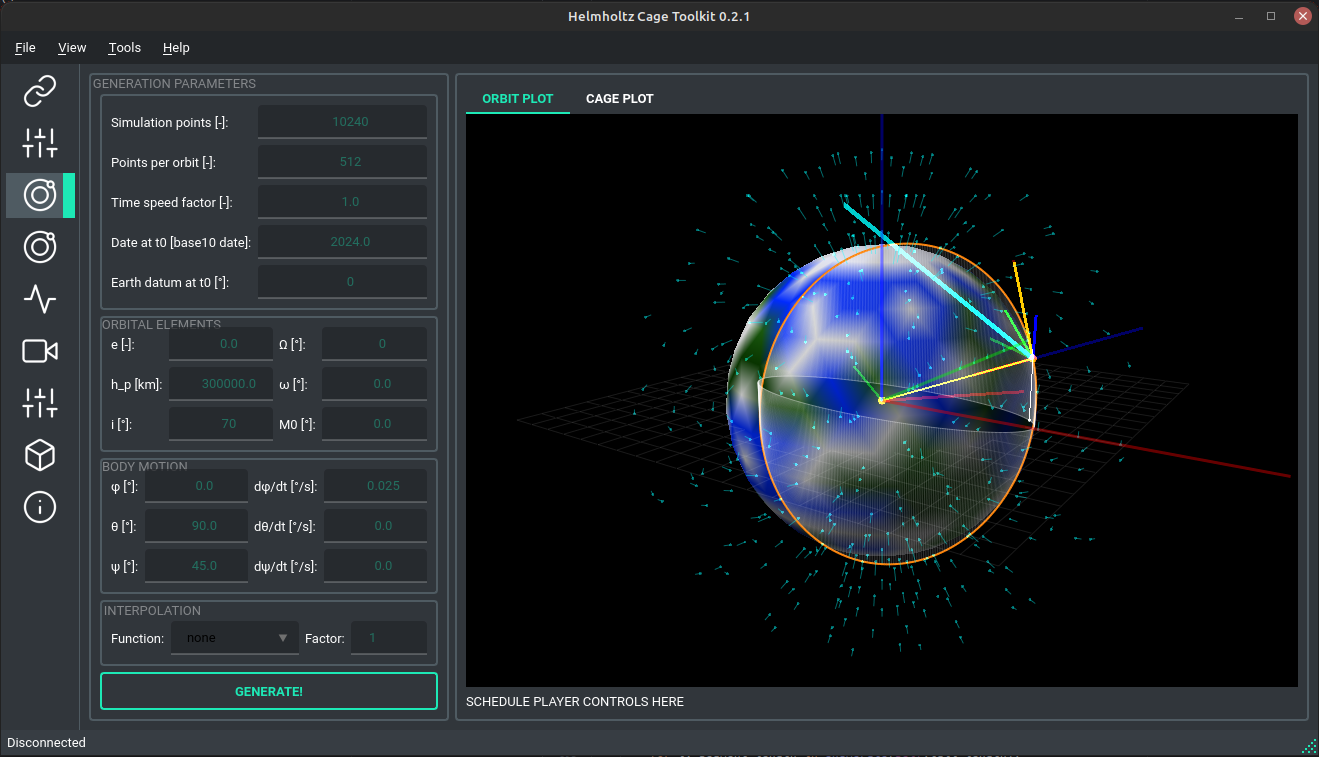 Helmholtz Cage Toolkit 0.2.1
File View Tools Help
GENERATION PARAMETERS
Simulation points [-]: 10240
Points per orbit [-]: 512
Time speed factor [-]: 1.0
Date at t0 [base10 date]: 2024.0
Earth datum at t0 [°]: 0
ORBITAL ELEMENTS
e [-]: 0.0 Ω [°]: 0
h_p [km]: 300000.0 ω [°]: 0.0
i [°]: 70 M0 [°]: 0.0
BODY MOTION
φ [°]: 0.0 dφ/dt [°/s]: 0.025
θ [°]: 90.0 dθ/dt [°/s]: 0.0
ψ [°]: 45.0 dψ/dt [°/s]: 0.0
INTERPOLATION
Function: none Factor: 1
GENERATE!
ORBIT PLOT CAGE PLOT
SCHEDULE PLAYER CONTROLS HERE
Disconnected